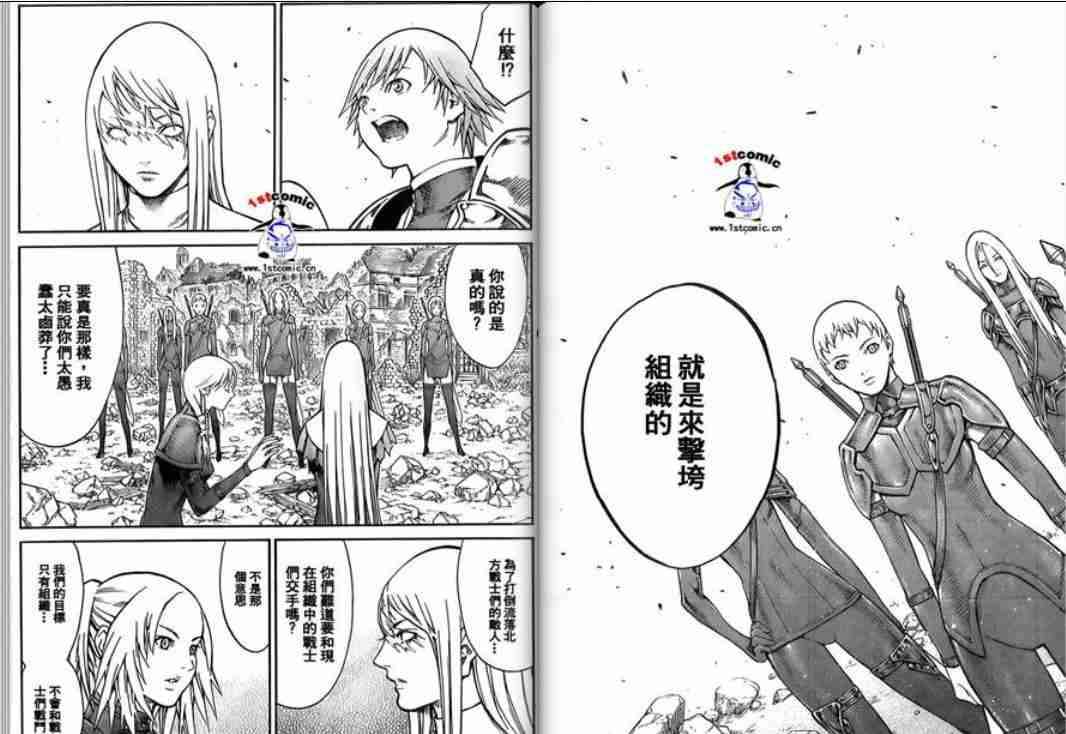 1stcomic
www.1stcomic.cn
就是來擊垮
組織的
什麼!?
1stcomic
www.1stcomic.cn
你說的是
真的嗎?
要真是那樣，我
只能說你們太愚
蠢太鹵莽了…
為了打倒流落北
方戰士們的敵人…
你們難道要和現
在組織中的戰士
們交手嗎?
不是那
個意思
我們的目標
只有組織…
不會和戰
士們戰鬥